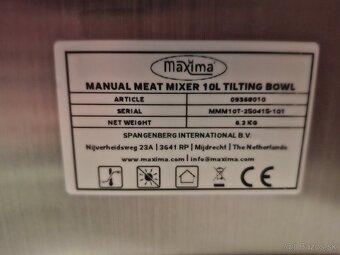 maxima
MANUAL MEAT MIXER 10L TILTING BOWL
ARTICLE 09368010
SERIAL MMM10T-250415-101
NET WEIGHT 6.2 KG
SPANGENBERG INTERNATIONAL B.V.
Nijverheidsweg 23A | 3641 RP | Mijdrecht | The Netherlands
www.maxima.com | info@maxima.com
CE